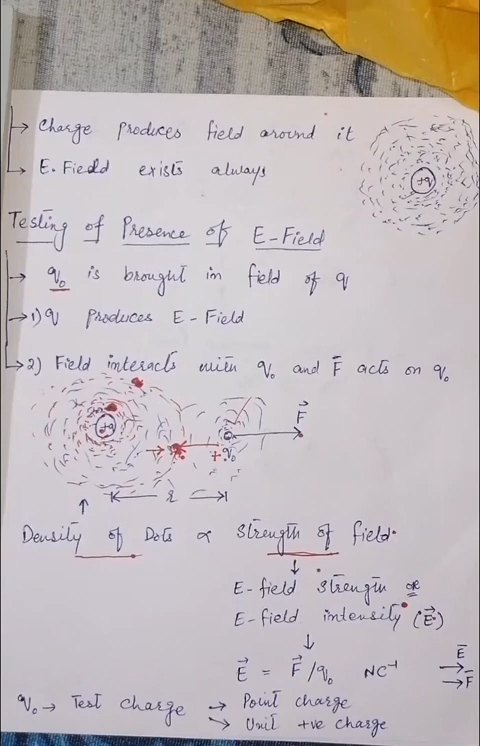 → Charge produces field around it
+q
→ E.Field exists always
Testing of Presence of E-Field
→ q₀ is brought in field of q
→ 1) q Produces E-Field
→ 2) Field interacts with q₀ and F⃗ acts on q₀
F⃗
+q
+ q₀
r
Density of Dots ∝ Strength of field.
↓
E-field Strength or
E-field intensity (E⃗)
↓
E⃗ = F⃗/q₀ NC⁻¹
E⃗
F⃗
q₀ → Test charge → Point charge
→ Unit +ve charge